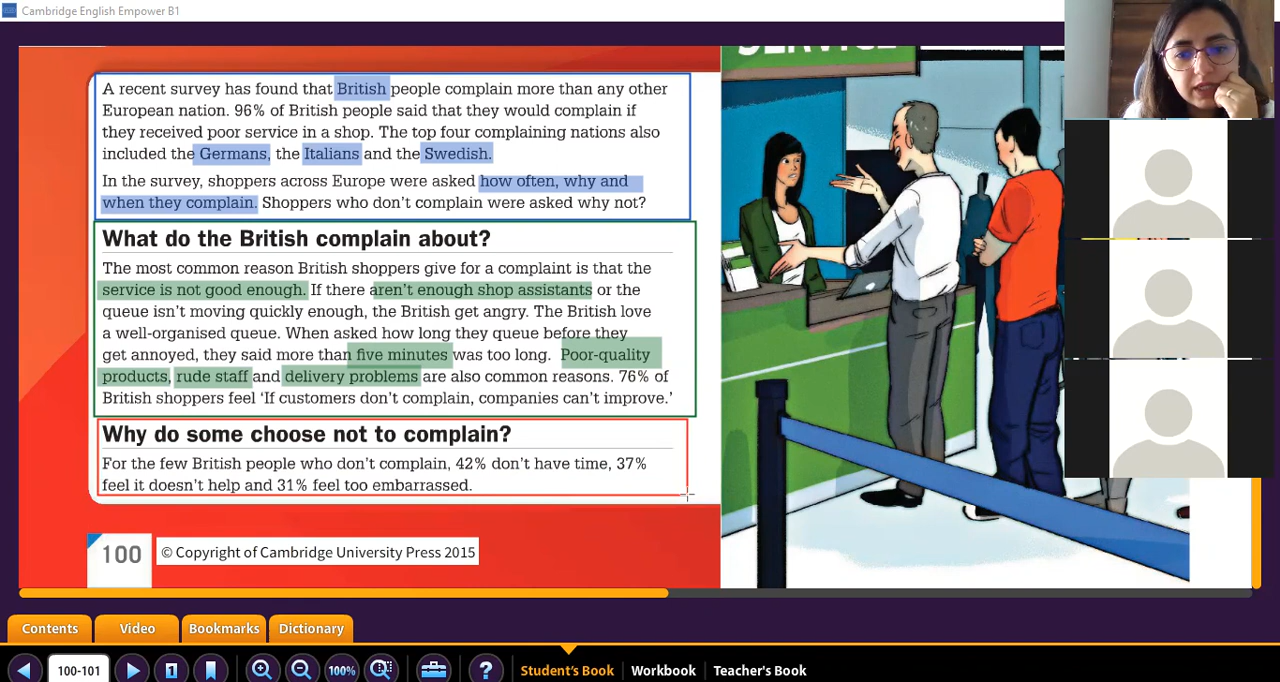 Cambridge English Empower B1
A recent survey has found that British people complain more than any other
European nation. 96% of British people said that they would complain if
they received poor service in a shop. The top four complaining nations also
included the Germans, the Italians and the Swedish.
In the survey, shoppers across Europe were asked how often, why and
when they complain. Shoppers who don’t complain were asked why not?
What do the British complain about?
The most common reason British shoppers give for a complaint is that the
service is not good enough. If there aren’t enough shop assistants or the
queue isn’t moving quickly enough, the British get angry. The British love
a well-organised queue. When asked how long they queue before they
get annoyed, they said more than five minutes was too long. Poor-quality
products, rude staff and delivery problems are also common reasons. 76% of
British shoppers feel ‘If customers don’t complain, companies can’t improve.’
Why do some choose not to complain?
For the few British people who don’t complain, 42% don’t have time, 37%
feel it doesn’t help and 31% feel too embarrassed.
SERVICE
100
© Copyright of Cambridge University Press 2015
Contents
Video
Bookmarks
Dictionary
100-101
1
100%
?
Student's Book
Workbook
Teacher's Book